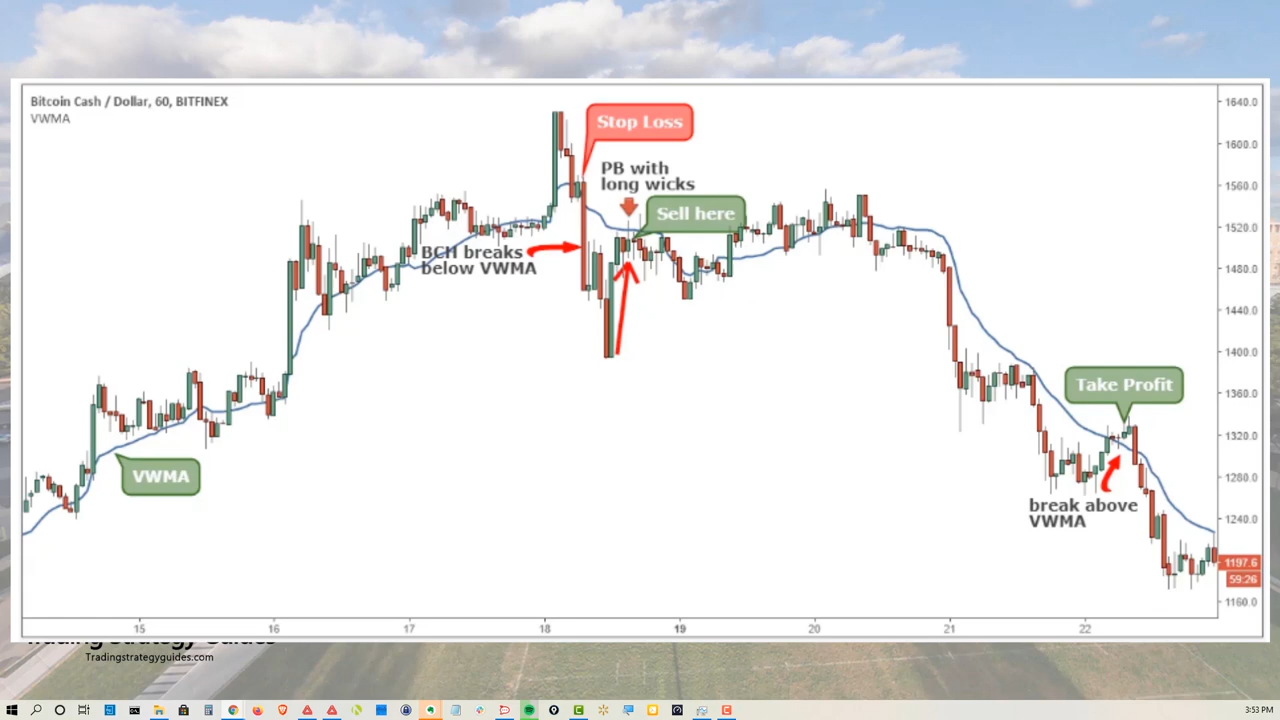 Bitcoin Cash / Dollar, 60, BITFINEX
VWMA
1640.0
Stop Loss
1600.0
PB with
long wicks
1560.0
Sell here
1520.0
BCH breaks
below VWMA
1480.0
1440.0
1400.0
Take Profit
1360.0
1320.0
VWMA
1280.0
break above
VWMA
1240.0
1197.6
59:26
1160.0
15 16 17 18 19 20 21 22
Trading Strategy Guides
Tradingstrategyguides.com
3:53 PM